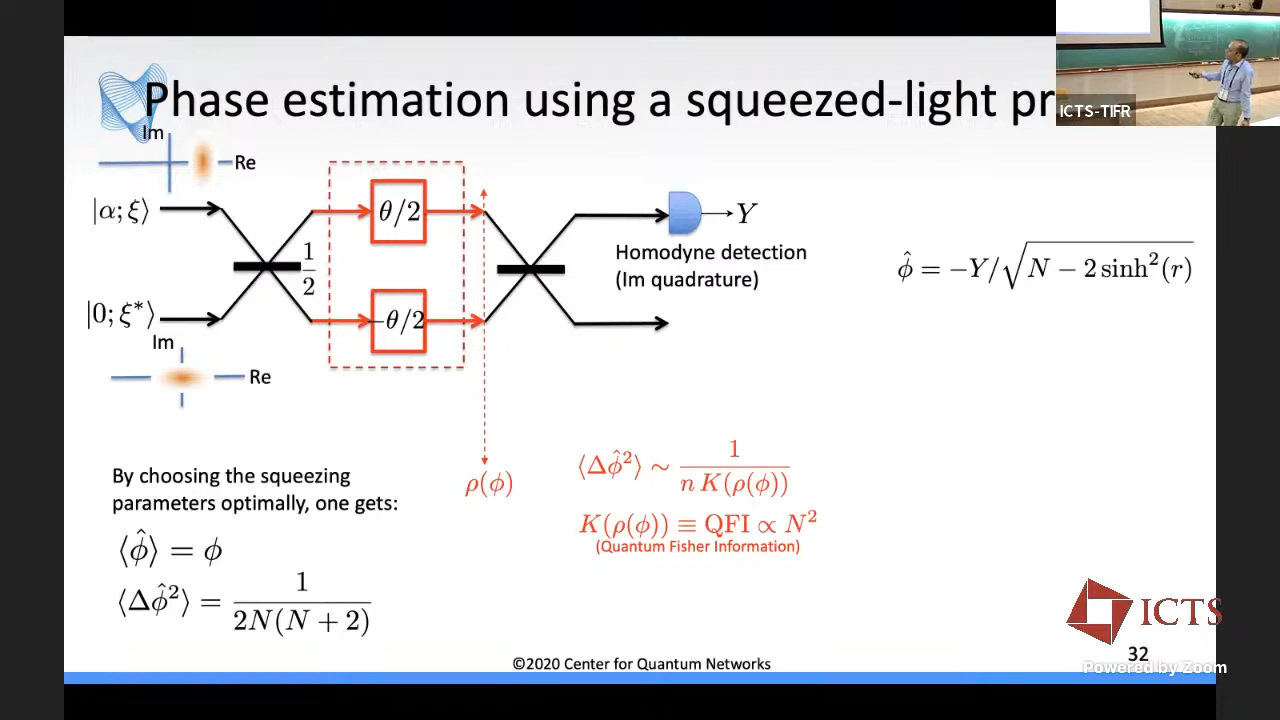 Phase estimation using a squeezed-light pr
ICTS-TIFR
Im
Re
|α;ξ⟩
θ/2
Y
1/2
Homodyne detection
(Im quadrature)
ϕ̂ = −Y/√(N − 2 sinh²(r))
|0;ξ*⟩
−θ/2
Im
Re
By choosing the squeezing
parameters optimally, one gets:
ρ(ϕ)
⟨Δϕ̂²⟩ ∼ 1/(n K(ρ(ϕ)))
K(ρ(ϕ)) ≡ QFI ∝ N²
(Quantum Fisher Information)
⟨ϕ̂⟩ = ϕ
⟨Δϕ̂²⟩ = 1/(2N(N + 2))
ICTS
32
©2020 Center for Quantum Networks
Powered by Zoom